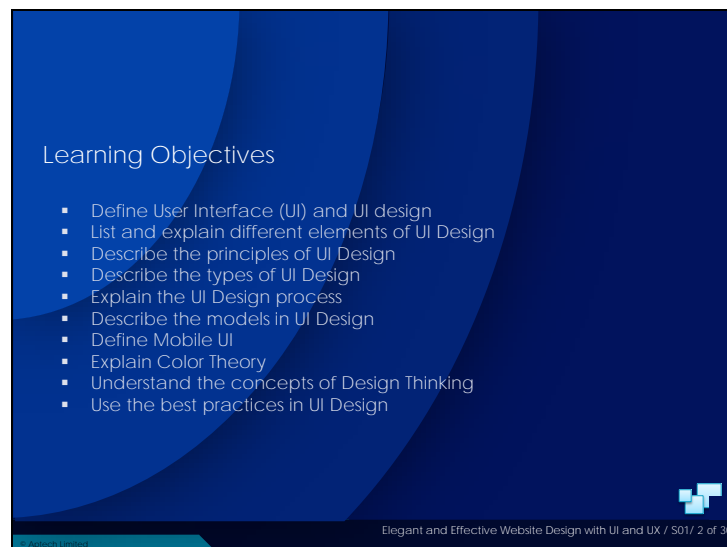 Learning Objectives
▪ Define User Interface (UI) and UI design
▪ List and explain different elements of UI Design
▪ Describe the principles of UI Design
▪ Describe the types of UI Design
▪ Explain the UI Design process
▪ Describe the models in UI Design
▪ Define Mobile UI
▪ Explain Color Theory
▪ Understand the concepts of Design Thinking
▪ Use the best practices in UI Design
Elegant and Effective Website Design with UI and UX / S01/ 2 of
© Aptech Limited